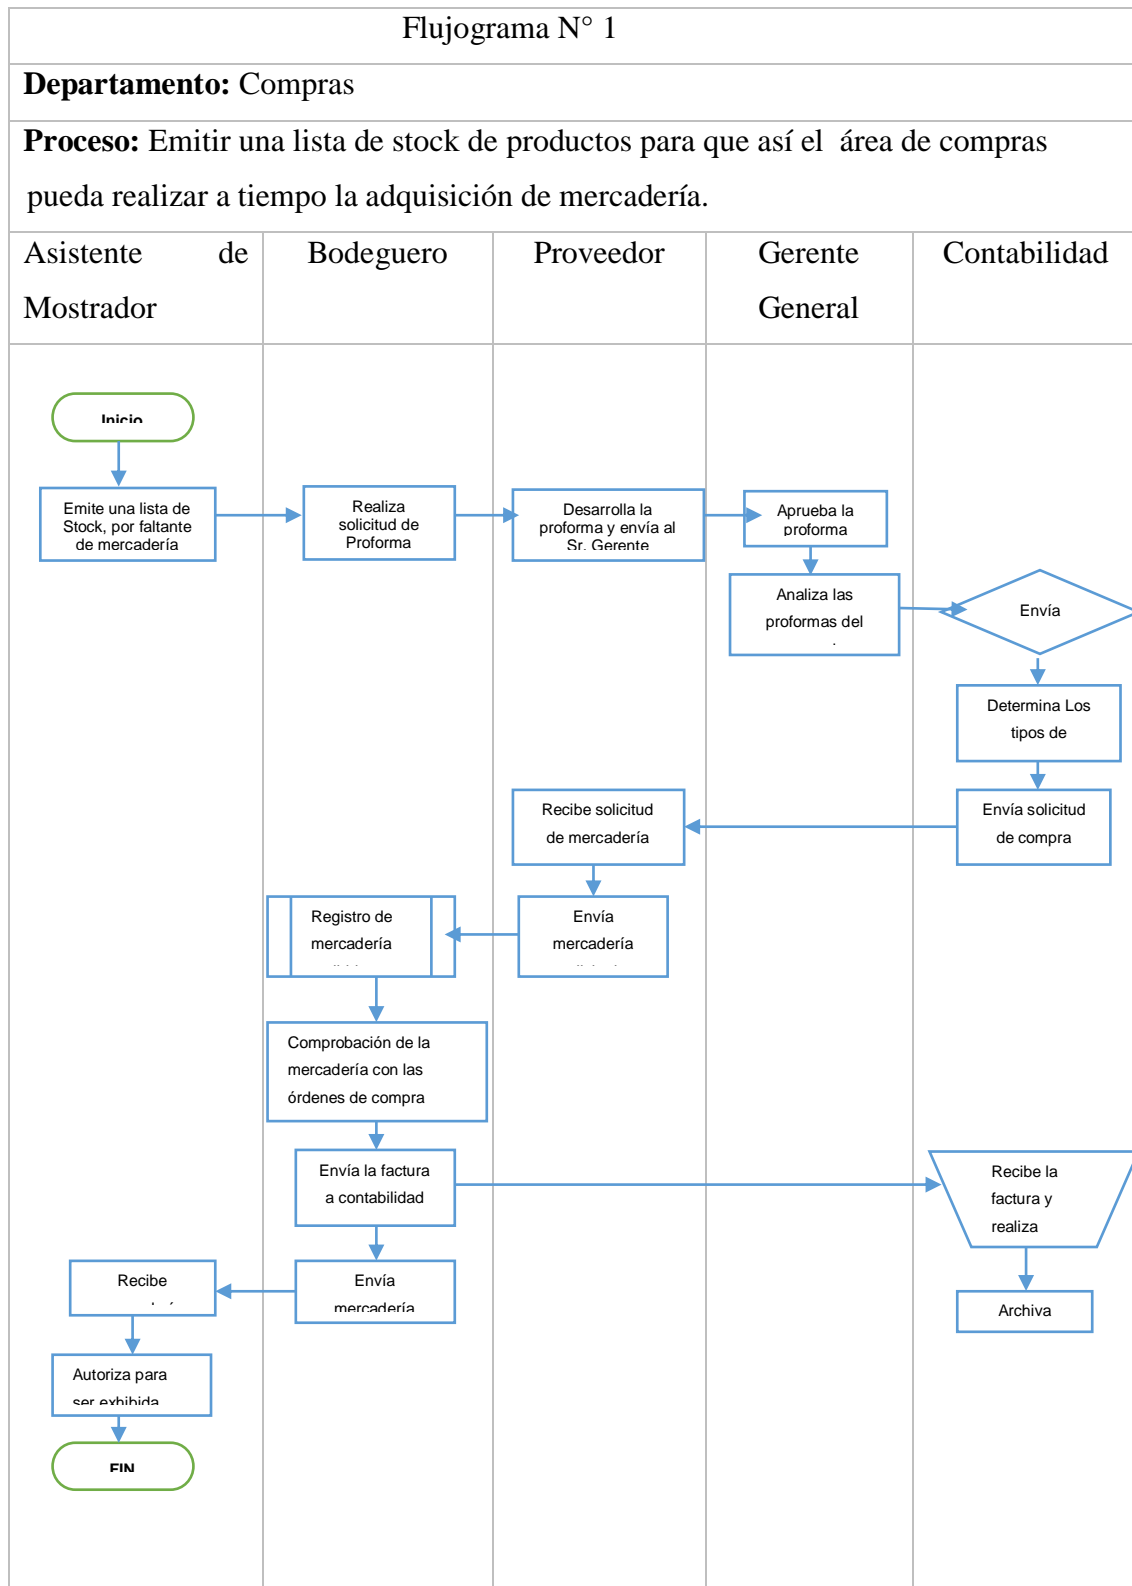 Flujograma N° 1
Departamento: Compras
Proceso: Emitir una lista de stock de productos para que así el área de compras
pueda realizar a tiempo la adquisición de mercadería.
Asistente de
Mostrador
Bodeguero
Proveedor
Gerente
General
Contabilidad
Inicio
Emite una lista de
Stock, por faltante
de mercadería
Realiza
solicitud de
Proforma
Desarrolla la
proforma y envía al
Sr. Gerente
Aprueba la
proforma
Analiza las
proformas del
Envía
Determina Los
tipos de
Envía solicitud
de compra
Recibe solicitud
de mercadería
Envía
mercadería
Registro de
mercadería
Comprobación de la
mercadería con las
órdenes de compra
Envía la factura
a contabilidad
Recibe la
factura y
realiza
Envía
mercadería
Recibe
Archiva
Autoriza para
ser exhibida
FIN